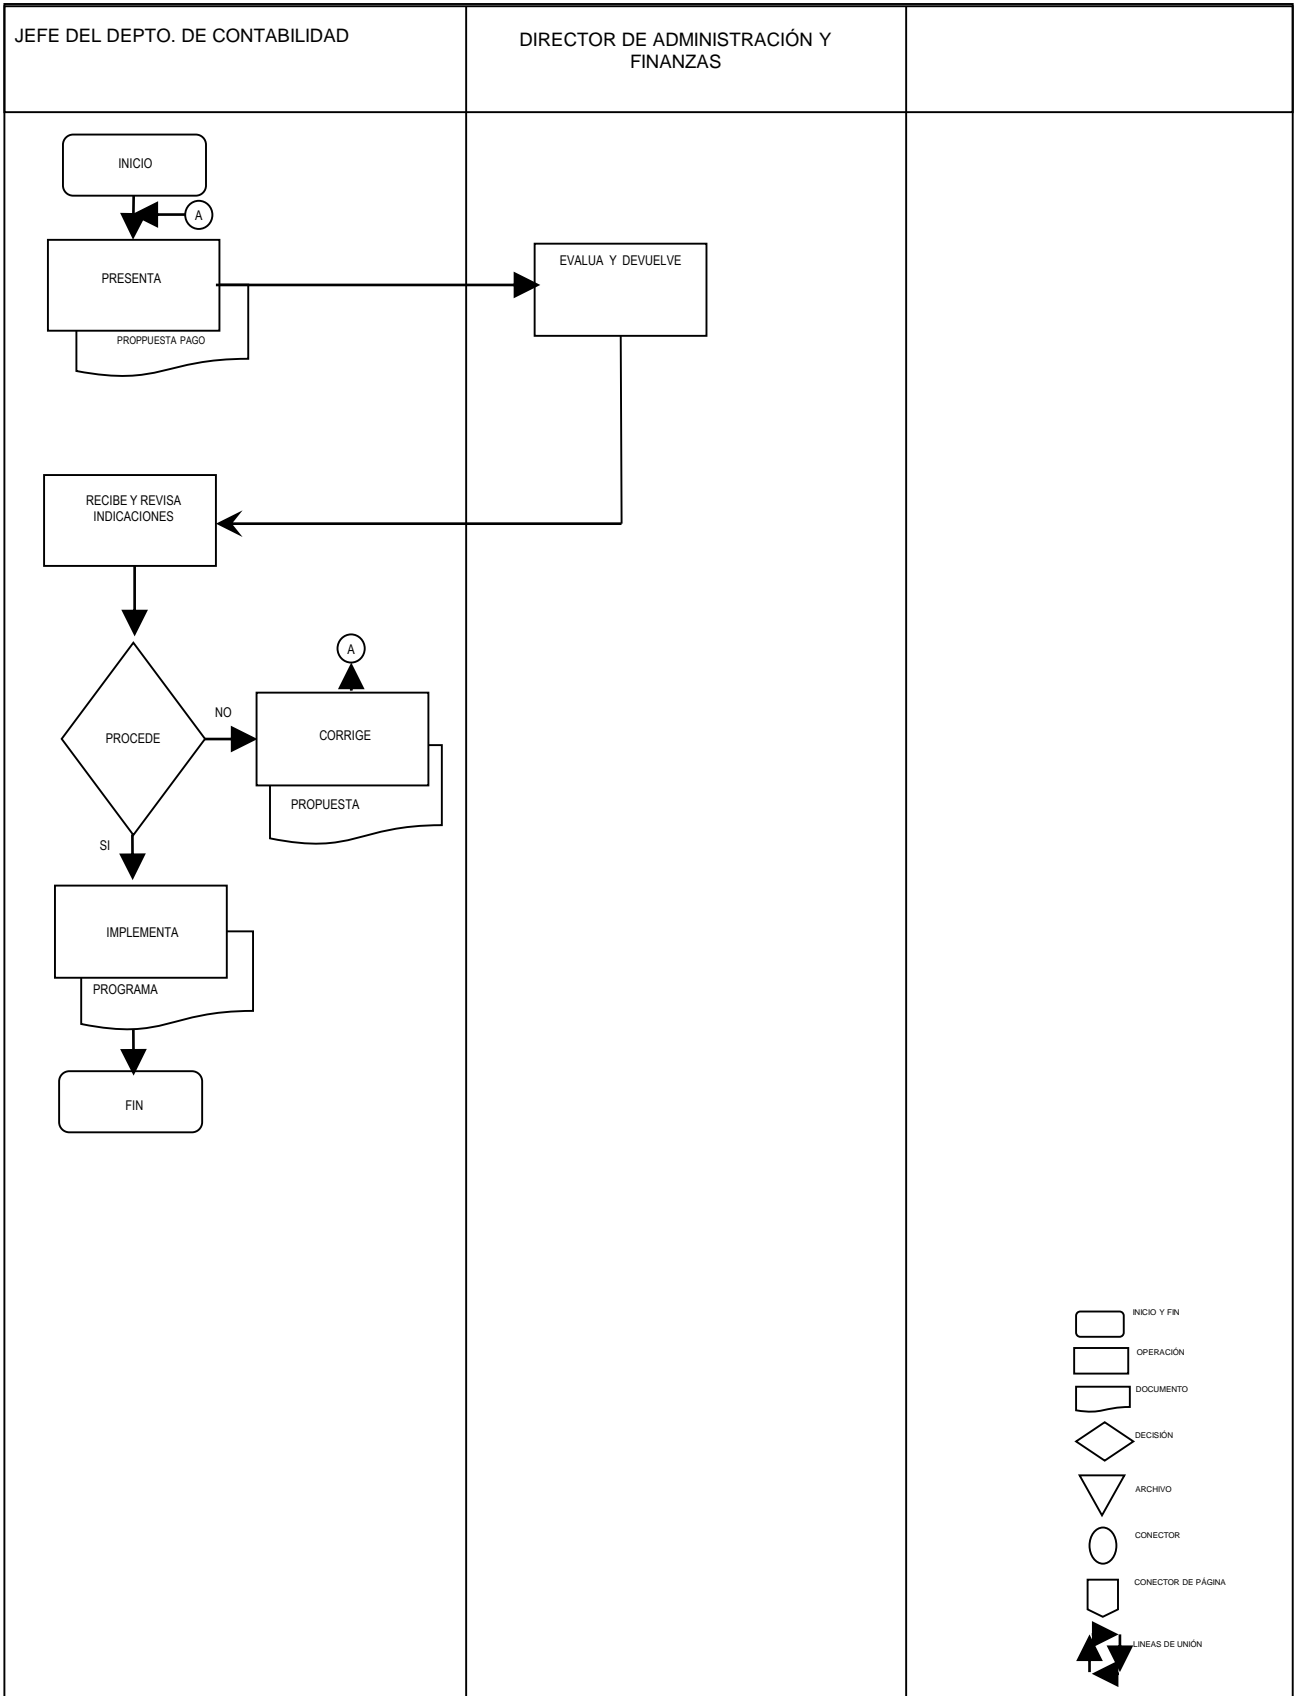 JEFE DEL DEPTO. DE CONTABILIDAD
DIRECTOR DE ADMINISTRACIÓN Y
FINANZAS
INICIO
A
PRESENTA
PROPPUESTA PAGO
EVALUA Y DEVUELVE
RECIBE Y REVISA
INDICACIONES
A
PROCEDE
NO
CORRIGE
PROPUESTA
SI
IMPLEMENTA
PROGRAMA
FIN
INICIO Y FIN
OPERACIÓN
DOCUMENTO
DECISIÓN
ARCHIVO
CONECTOR
CONECTOR DE PÁGINA
LINEAS DE UNIÓN